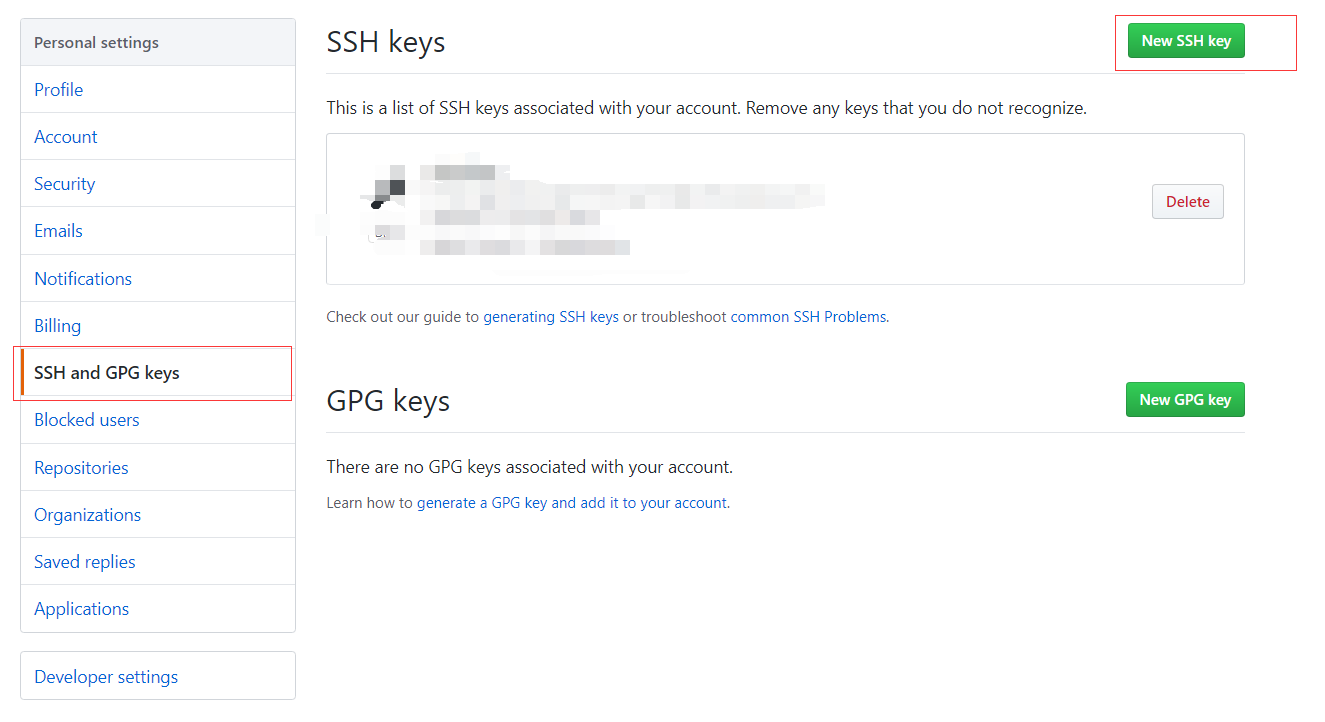 Personal settings
Profile
Account
Security
Emails
Notifications
Billing
SSH and GPG keys
Blocked users
Repositories
Organizations
Saved replies
Applications
Developer settings
SSH keys
New SSH key
This is a list of SSH keys associated with your account. Remove any keys that you do not recognize.
Delete
Check out our guide to generating SSH keys or troubleshoot common SSH Problems.
GPG keys
New GPG key
There are no GPG keys associated with your account.
Learn how to generate a GPG key and add it to your account.